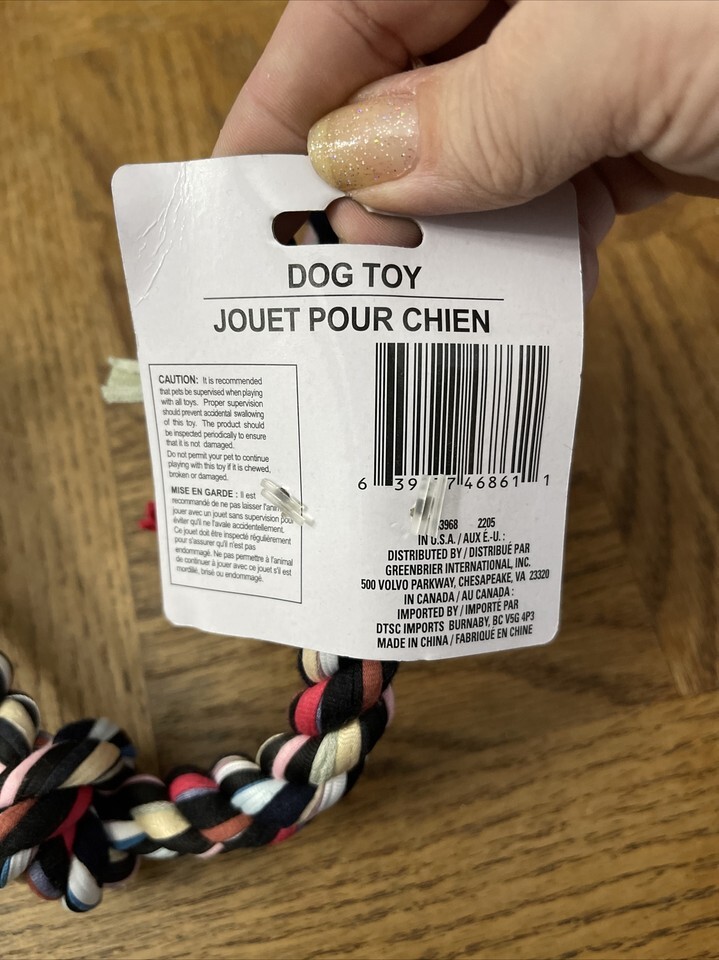 DOG TOY
JOUET POUR CHIEN
CAUTION: It is recommended
that pets be supervised when playing
with all toys. Proper supervision
should prevent accidental swallowing
of this toy. The product should
be inspected periodically to ensure
that it is not damaged.
Do not permit your pet to continue
playing with this toy if it is chewed,
broken or damaged.
MISE EN GARDE : Il est
recommandé de ne pas laisser l'animal
jouer avec un jouet sans supervision pour
éviter qu'il ne l'avale accidentellement.
Ce jouet doit être inspecté régulièrement
pour s'assurer qu'il n'est pas
endommagé. Ne pas permettre à l'animal
de continuer à jouer avec ce jouet s'il est
mordillé, brisé ou endommagé.
6 39 7 46861 1
3968 2205
IN U.S.A. / AUX É.-U. :
DISTRIBUTED BY / DISTRIBUÉ PAR
GREENBRIER INTERNATIONAL, INC.
500 VOLVO PARKWAY, CHESAPEAKE, VA 23320
IN CANADA / AU CANADA :
IMPORTED BY / IMPORTÉ PAR
DTSC IMPORTS BURNABY, BC V5G 4P3
MADE IN CHINA / FABRIQUÉ EN CHINE